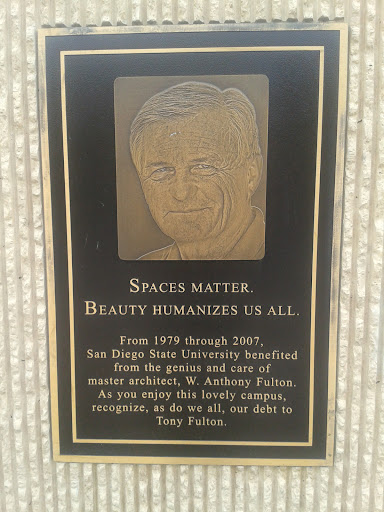 SPACES MATTER.
BEAUTY HUMANIZES US ALL.
From 1979 through 2007,
San Diego State University benefited
from the genius and care of
master architect, W. Anthony Fulton.
As you enjoy this lovely campus,
recognize, as do we all, our debt to
Tony Fulton.